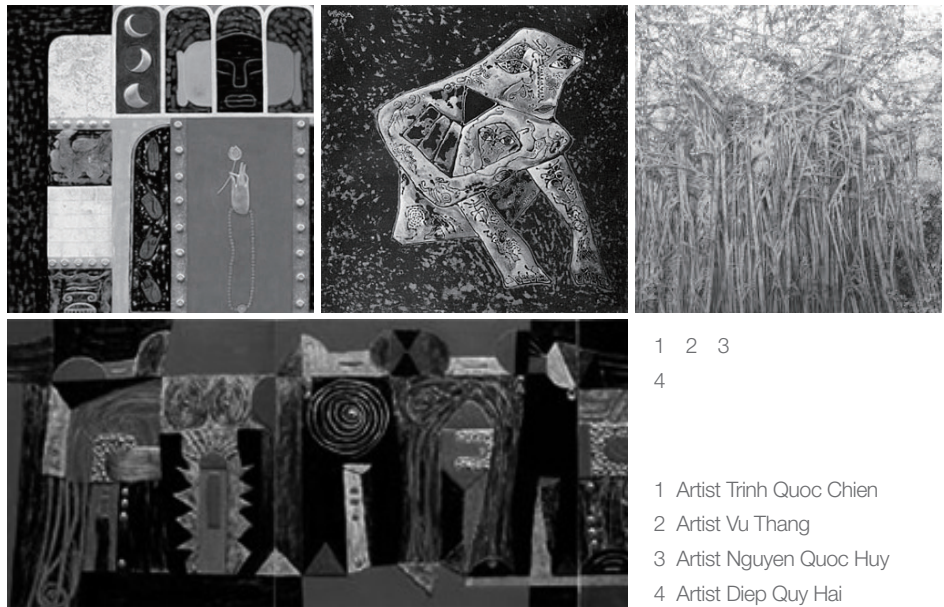 1 2 3
4
1 Artist Trinh Quoc Chien
2 Artist Vu Thang
3 Artist Nguyen Quoc Huy
4 Artist Diep Quy Hai